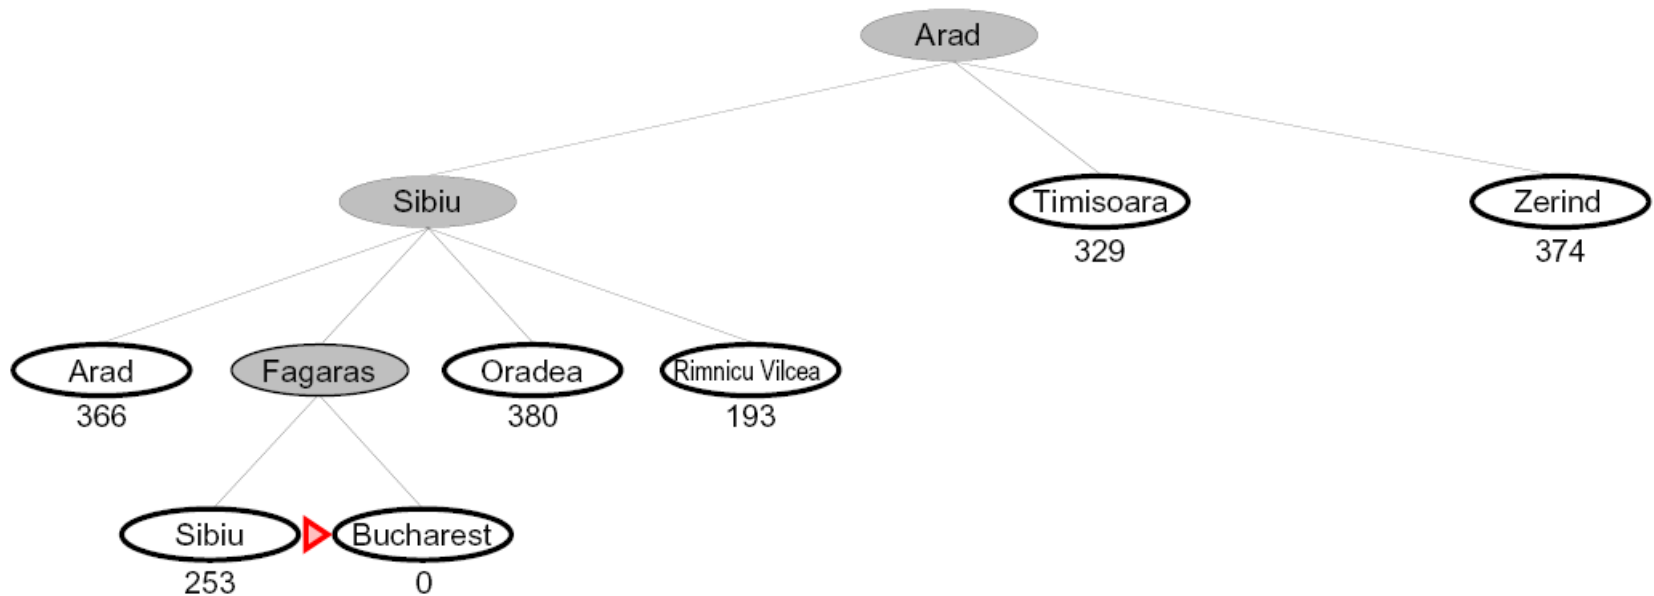 Arad
Sibiu
Timisoara
Zerind
329
374
Arad
Fagaras
Oradea
Rimnicu Vilcea
366
380
193
Sibiu
Bucharest
253
0